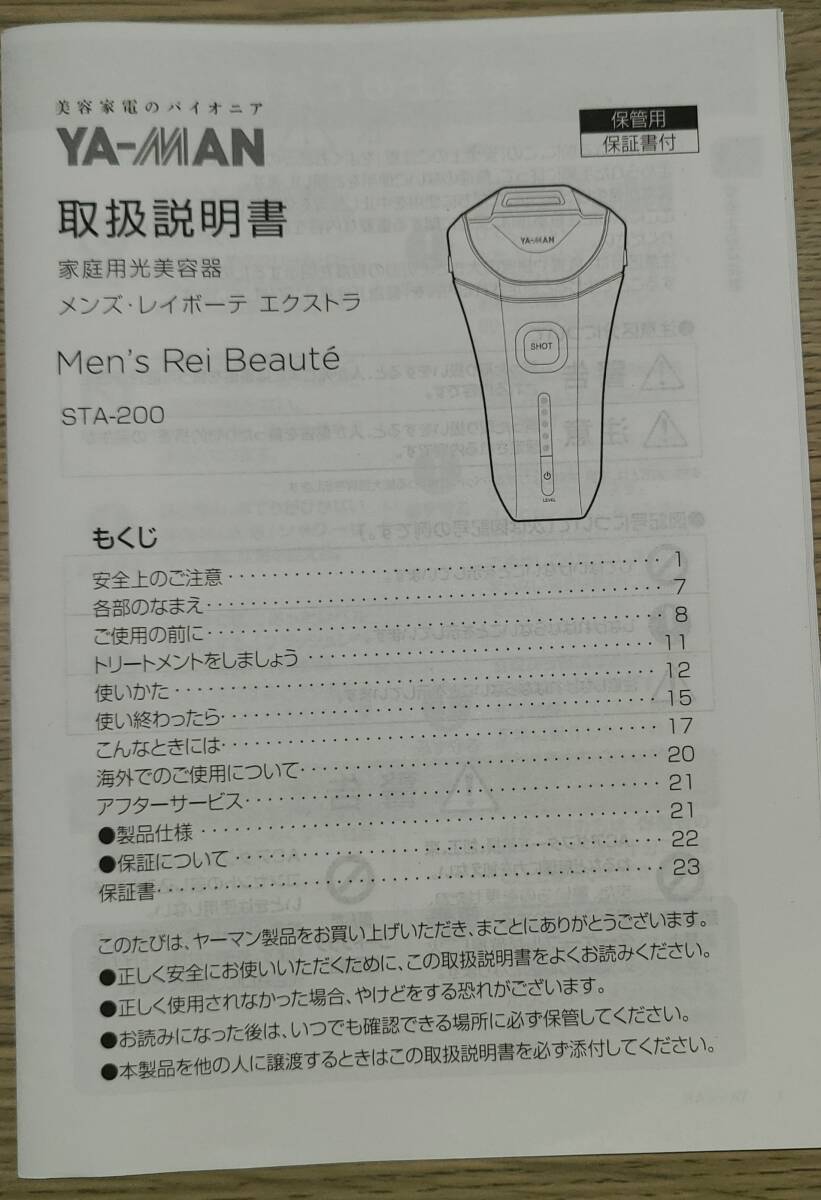 美容家電のパイオニア
YA-MAN
保管用
保証書付
取扱説明書
家庭用光美容器
メンズ・レイボーテ エクストラ
Men's Rei Beauté
STA-200
YA-MAN
SHOT
LEVEL
もくじ
安全上のご注意 1
各部のなまえ 7
ご使用の前に 8
トリートメントをしましょう 11
使いかた 12
使い終わったら 15
こんなときには 17
海外でのご使用について 20
アフターサービス 21
●製品仕様 21
●保証について 22
保証書 23
このたびは、ヤーマン製品をお買い上げいただき、まことにありがとうございます。
●正しく安全にお使いいただくために、この取扱説明書をよくお読みください。
●正しく使用されなかった場合、やけどをする恐れがございます。
●お読みになった後は、いつでも確認できる場所に必ず保管してください。
●本製品を他の人に譲渡するときはこの取扱説明書を必ず添付してください。